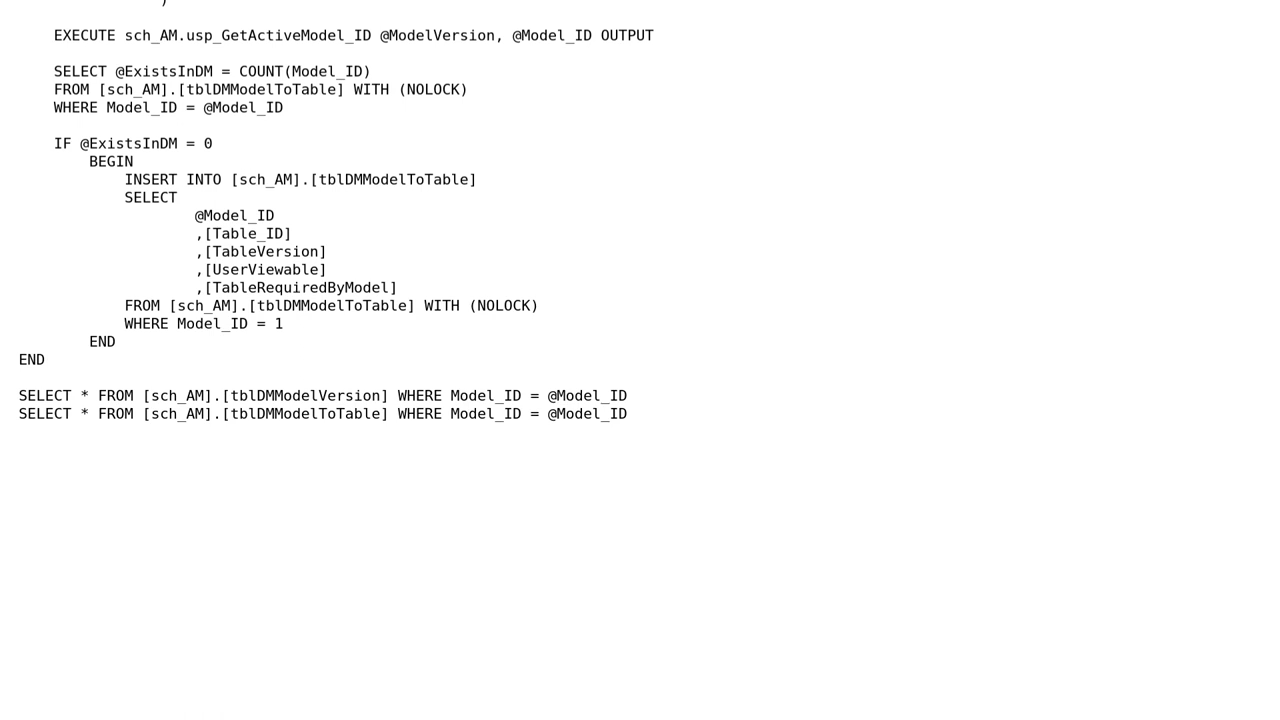 )
EXECUTE sch_AM.usp_GetActiveModel_ID @ModelVersion, @Model_ID OUTPUT
SELECT @ExistsInDM = COUNT(Model_ID)
FROM [sch_AM].[tblDMModelToTable] WITH (NOLOCK)
WHERE Model_ID = @Model_ID
IF @ExistsInDM = 0
BEGIN
INSERT INTO [sch_AM].[tblDMModelToTable]
SELECT
@Model_ID
,[Table_ID]
,[TableVersion]
,[UserViewable]
,[TableRequiredByModel]
FROM [sch_AM].[tblDMModelToTable] WITH (NOLOCK)
WHERE Model_ID = 1
END
END
SELECT * FROM [sch_AM].[tblDMModelVersion] WHERE Model_ID = @Model_ID
SELECT * FROM [sch_AM].[tblDMModelToTable] WHERE Model_ID = @Model_ID